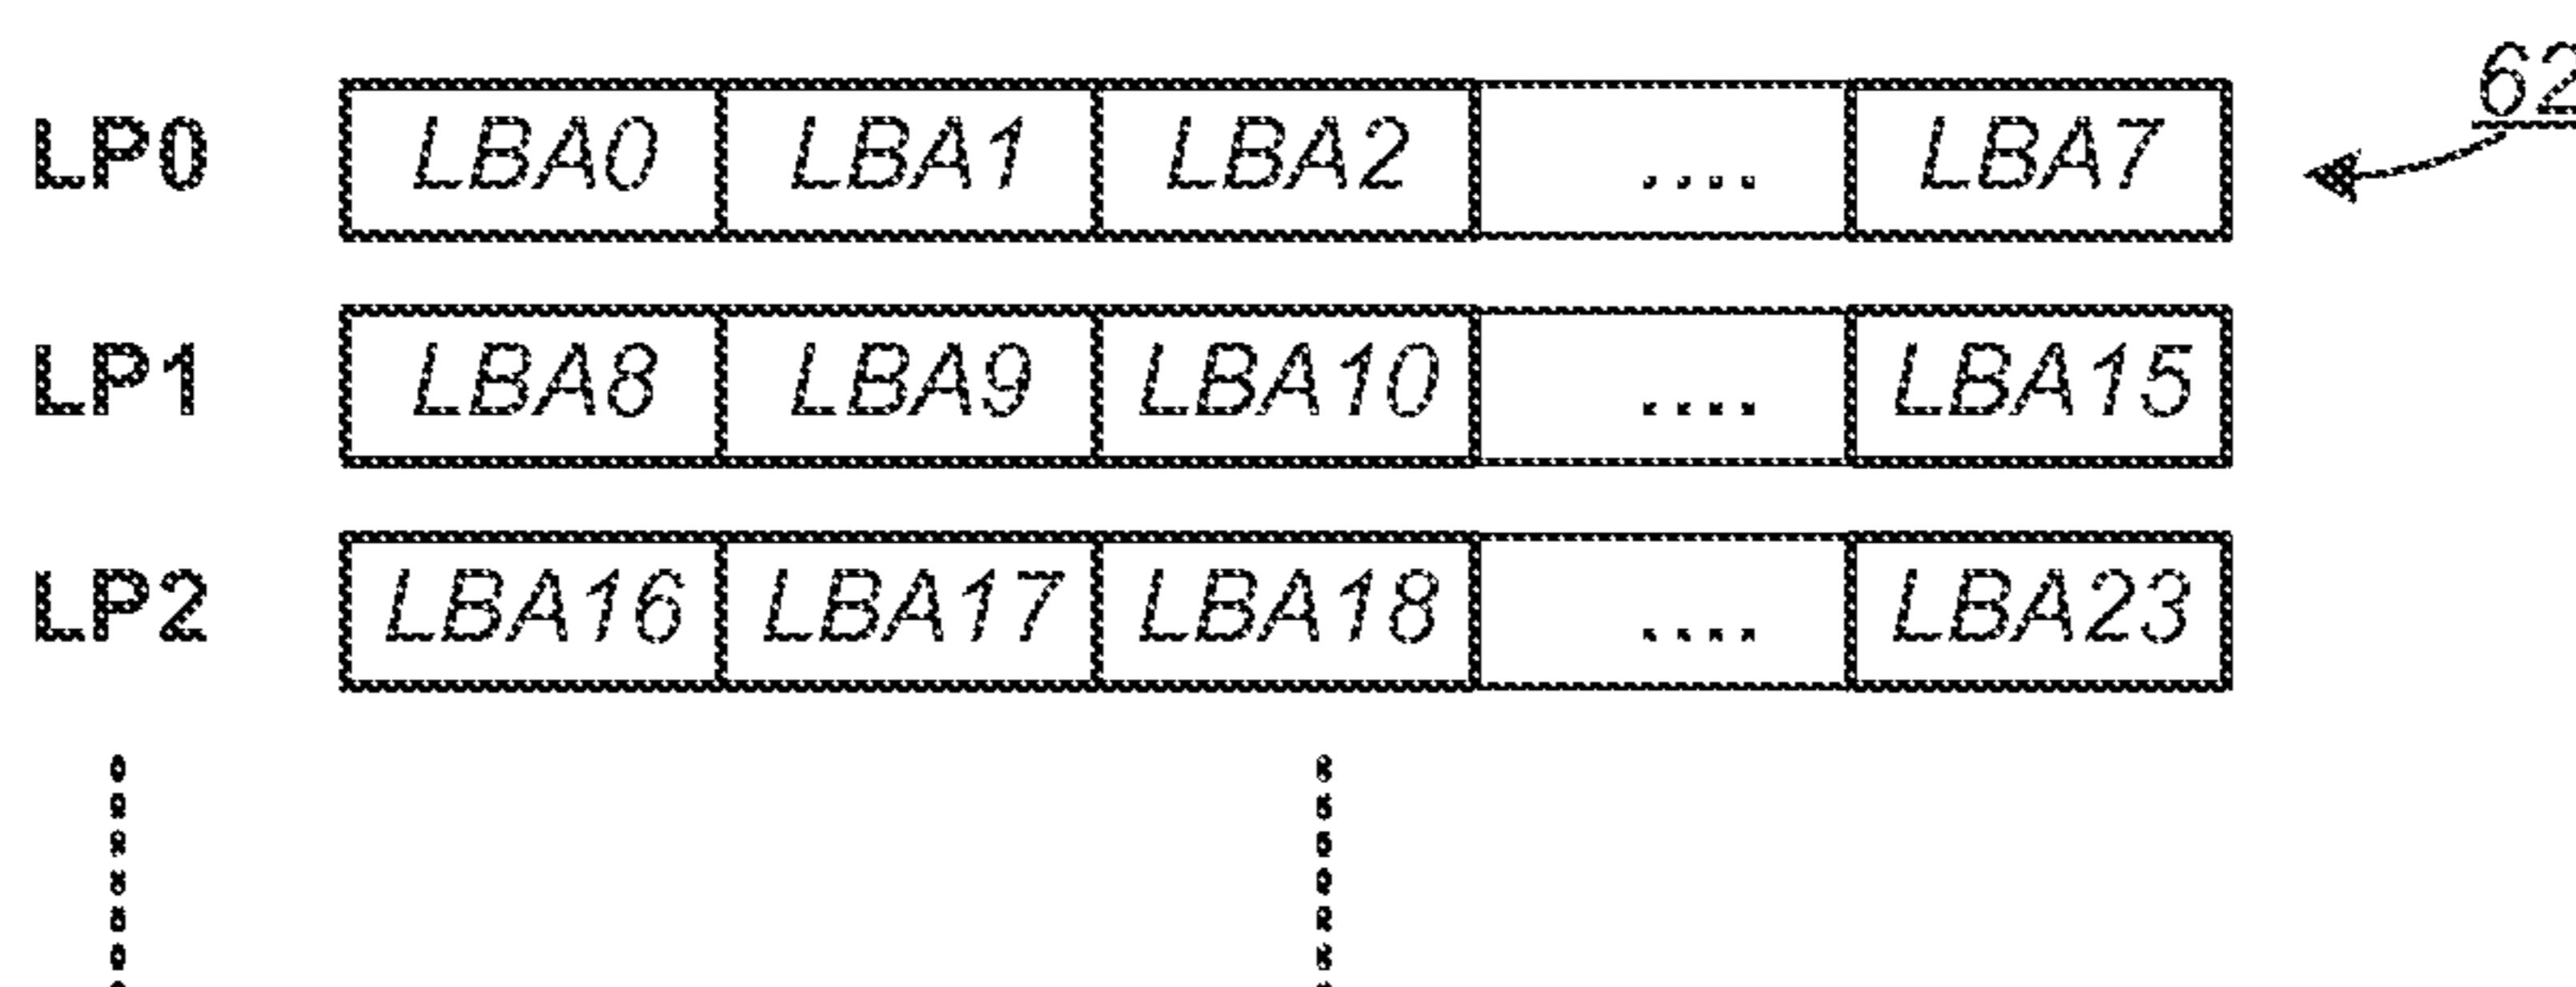 LP0 LBA0 LBA1 LBA2 .... LBA7 62
LP1 LBA8 LBA9 LBA10 .... LBA15
LP2 LBA16 LBA17 LBA18 .... LBA23